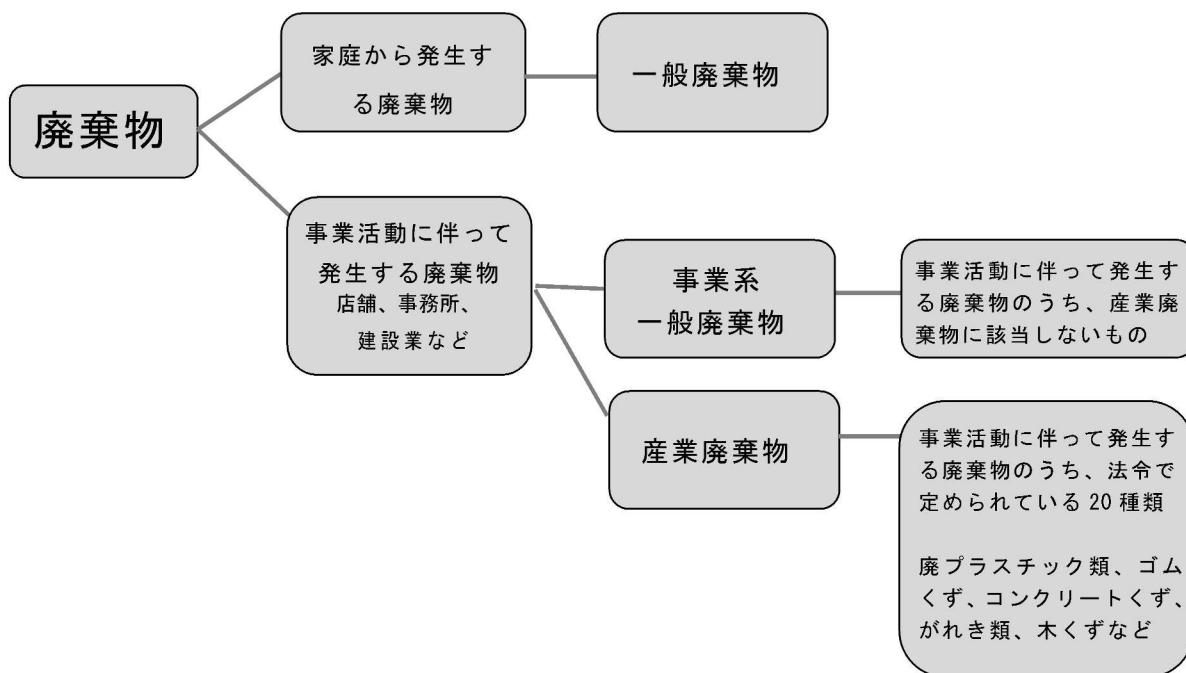 廃棄物
家庭から発生す
る廃棄物
一般廃棄物
事業活動に伴って
発生する廃棄物
店舗、事務所、
建設業など
事業系
一般廃棄物
事業活動に伴って発生す
る廃棄物のうち、産業廃
棄物に該当しないもの
産業廃棄物
事業活動に伴って発生す
る廃棄物のうち、法令で
定められている 20 種類
廃プラスチック類、ゴム
くず、コンクリートくず、
がれき類、木くずなど